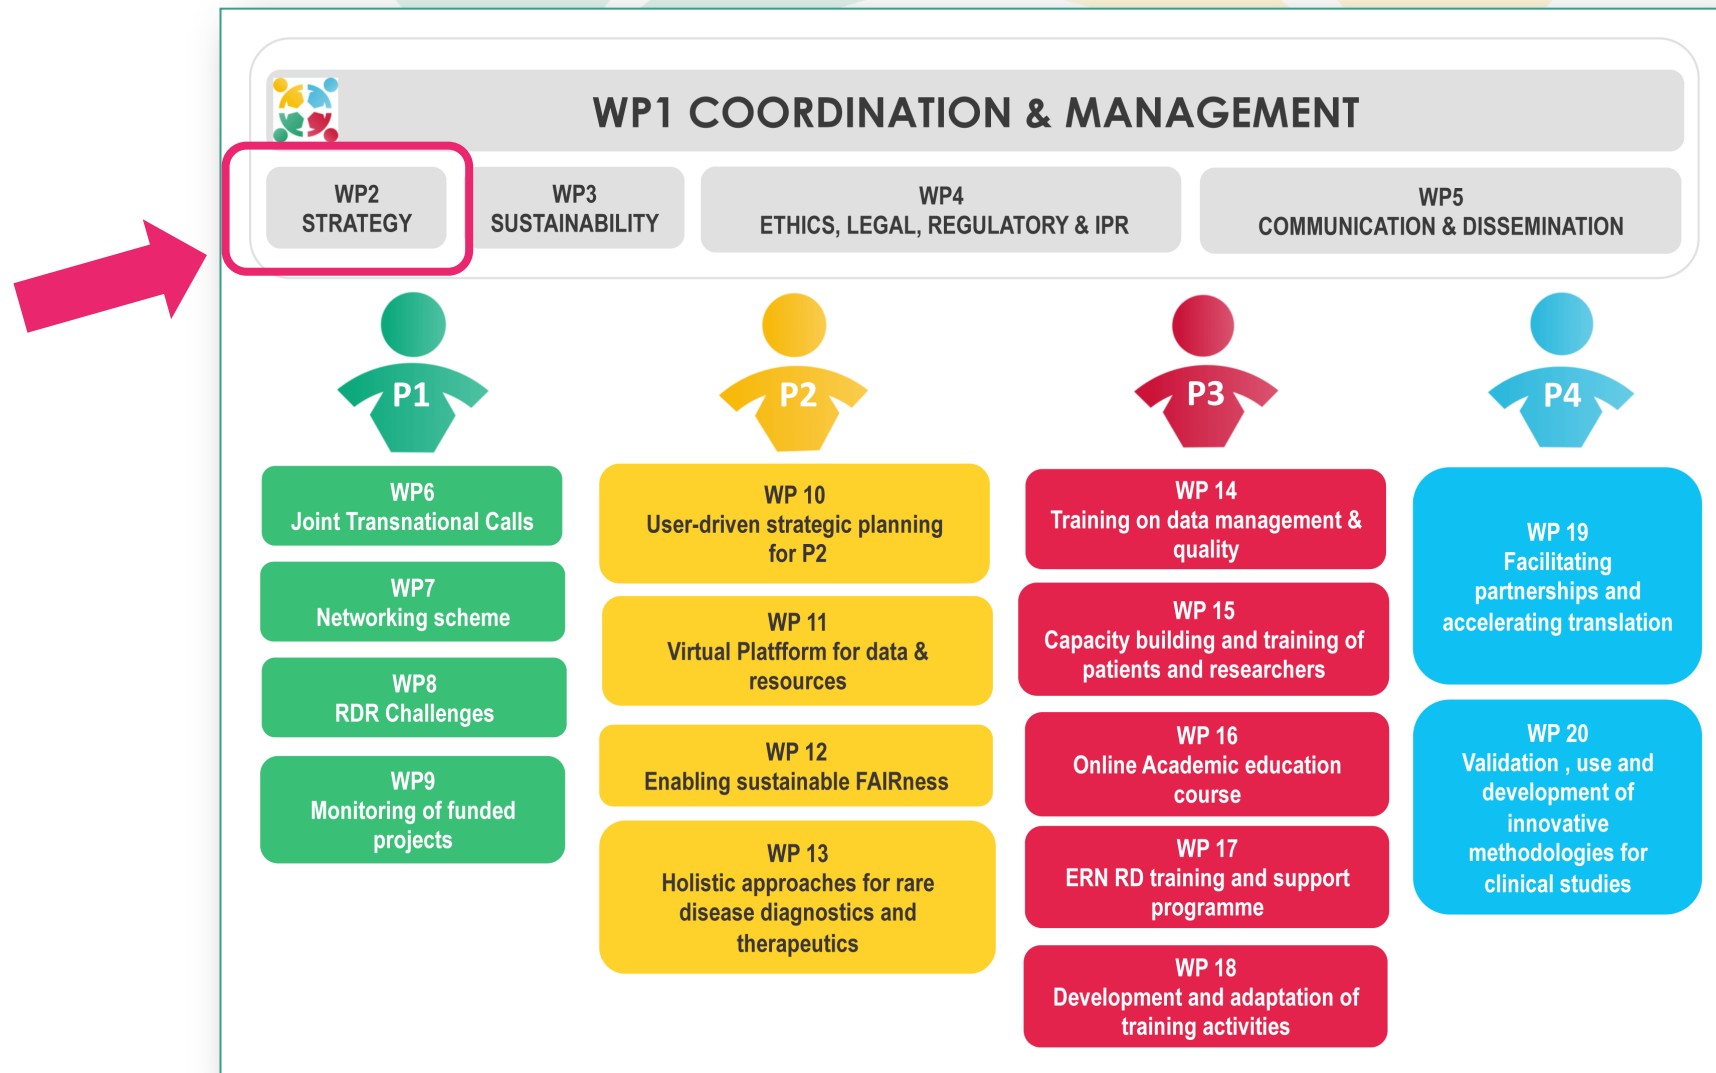 WP1 COORDINATION & MANAGEMENT
WP2
STRATEGY
WP3
SUSTAINABILITY
WP4
ETHICS, LEGAL, REGULATORY & IPR
WP5
COMMUNICATION & DISSEMINATION
P1
WP6
Joint Transnational Calls
WP7
Networking scheme
WP8
RDR Challenges
WP9
Monitoring of funded
projects
P2
WP 10
User-driven strategic planning
for P2
WP 11
Virtual Platfform for data &
resources
WP 12
Enabling sustainable FAIRness
WP 13
Holistic approaches for rare
disease diagnostics and
therapeutics
P3
WP 14
Training on data management &
quality
WP 15
Capacity building and training of
patients and researchers
WP 16
Online Academic education
course
WP 17
ERN RD training and support
programme
WP 18
Development and adaptation of
training activities
P4
WP 19
Facilitating
partnerships and
accelerating translation
WP 20
Validation , use and
development of
innovative
methodologies for
clinical studies